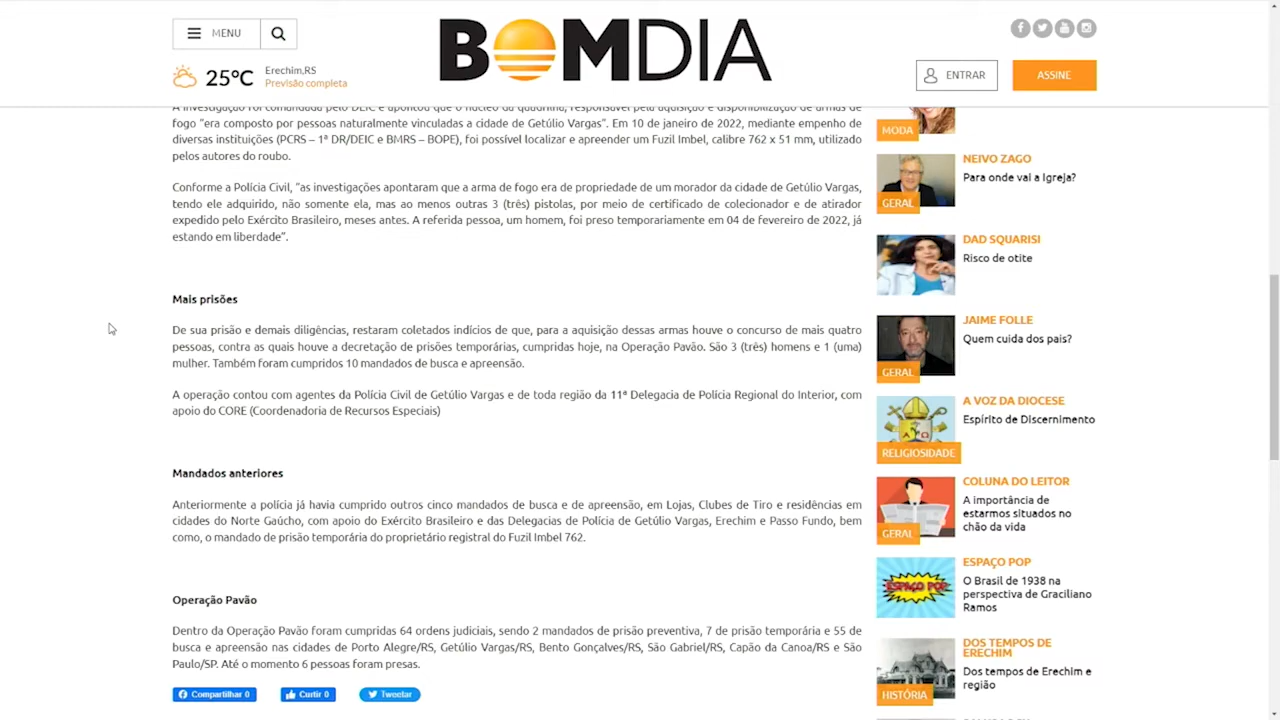 MENU
BOMDIA
25°C
Erechim,RS
Previsão completa
ENTRAR
ASSINE
A investigação foi comandada pelo DEIC e apontou que o núcleo da quadrilha, responsável pela aquisição e disponibilização de armas de
fogo "era composto por pessoas naturalmente vinculadas a cidade de Getúlio Vargas". Em 10 de janeiro de 2022, mediante empenho de
diversas instituições (PCRS – 1ª DR/DEIC e BMRS – BOPE), foi possível localizar e apreender um Fuzil Imbel, calibre 762 x 51 mm, utilizado
pelos autores do roubo.
Conforme a Polícia Civil, "as investigações apontaram que a arma de fogo era de propriedade de um morador da cidade de Getúlio Vargas,
tendo ele adquirido, não somente ela, mas ao menos outras 3 (três) pistolas, por meio de certificado de colecionador e de atirador
expedido pelo Exército Brasileiro, meses antes. A referida pessoa, um homem, foi preso temporariamente em 04 de fevereiro de 2022, já
estando em liberdade".
Mais prisões
De sua prisão e demais diligências, restaram coletados indícios de que, para a aquisição dessas armas houve o concurso de mais quatro
pessoas, contra as quais houve a decretação de prisões temporárias, cumpridas hoje, na Operação Pavão. São 3 (três) homens e 1 (uma)
mulher. Também foram cumpridos 10 mandados de busca e apreensão.
A operação contou com agentes da Polícia Civil de Getúlio Vargas e de toda região da 11ª Delegacia de Polícia Regional do Interior, com
apoio do CORE (Coordenadoria de Recursos Especiais)
Mandados anteriores
Anteriormente a polícia já havia cumprido outros cinco mandados de busca e de apreensão, em Lojas, Clubes de Tiro e residências em
cidades do Norte Gaúcho, com apoio do Exército Brasileiro e das Delegacias de Polícia de Getúlio Vargas, Erechim e Passo Fundo, bem
como, o mandado de prisão temporária do proprietário registral do Fuzil Imbel 762.
Operação Pavão
Dentro da Operação Pavão foram cumpridas 64 ordens judiciais, sendo 2 mandados de prisão preventiva, 7 de prisão temporária e 55 de
busca e apreensão nas cidades de Porto Alegre/RS, Getúlio Vargas/RS, Bento Gonçalves/RS, São Gabriel/RS, Capão da Canoa/RS e São
Paulo/SP. Até o momento 6 pessoas foram presas.
Compartilhar 0
Curtir 0
Tweetar
MODA
NEIVO ZAGO
Para onde vai a Igreja?
GERAL
DAD SQUARISI
Risco de otite
JAIME FOLLE
Quem cuida dos pais?
GERAL
A VOZ DA DIOCESE
Espírito de Discernimento
RELIGIOSIDADE
COLUNA DO LEITOR
A importância de
estarmos situados no
chão da vida
GERAL
ESPAÇO POP
O Brasil de 1938 na
perspectiva de Graciliano
Ramos
ESPAÇO POP
DOS TEMPOS DE
ERECHIM
Dos tempos de Erechim e
região
HISTÓRIA